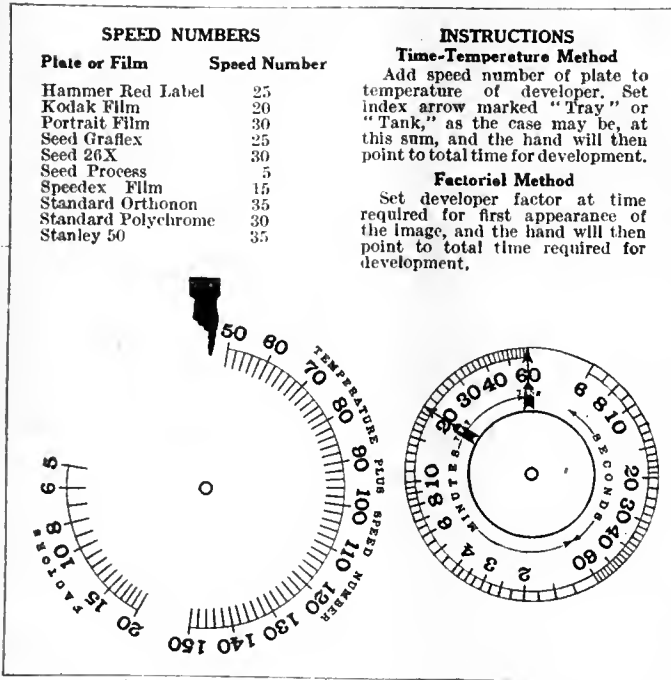 SPEED NUMBERS
Plate or Film Speed Number
Hammer Red Label 25
Kodak Film 20
Portrait Film 30
Seed Graflex 25
Seed 26X 30
Seed Process 5
Speedex Film 15
Standard Orthonon 35
Standard Polychrome 30
Stanley 50 35
INSTRUCTIONS
Time-Temperature Method
Add speed number of plate to
temperature of developer. Set
index arrow marked "Tray" or
"Tank," as the case may be, at
this sum, and the hand will then
point to total time for development.
Factorial Method
Set developer factor at time
required for first appearance of
the image, and the hand will then
point to total time required for
development,
50 60 70 80 90 100 110 120 130 140 150
TEMPERATURE PLUS SPEED NUMBER
5 6 8 10 15 20
FACTORS
6 8 10 20 30 40 60
SECONDS
2 3 4 6 8 10 20 30 40 60
MINUTES